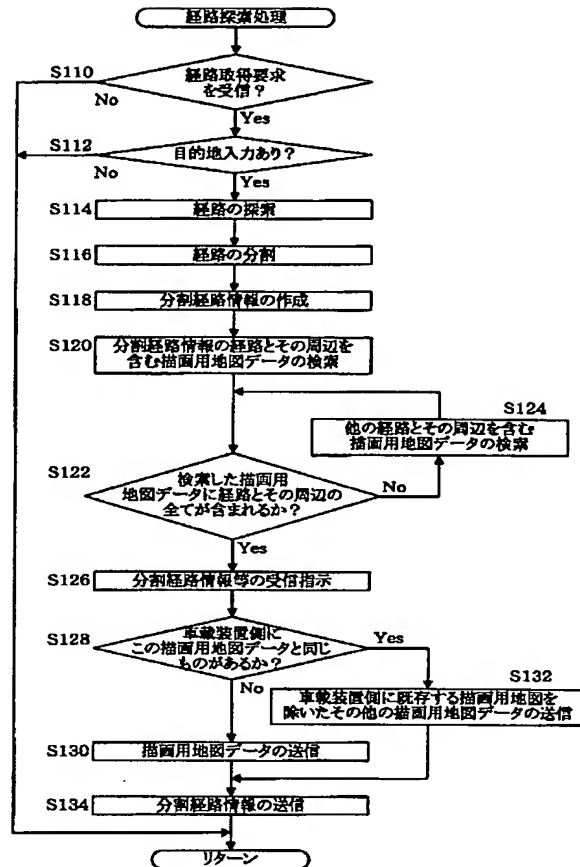 経路探索処理
S110
経路取得要求
を受信？
No
Yes
S112
目的地入力あり？
No
Yes
S114
経路の探索
S116
経路の分割
S118
分割経路情報の作成
S120
分割経路情報の経路とその周辺を
含む描画用地図データの検索
S124
他の経路とその周辺を含む
描画用地図データの検索
S122
検索した描画用
地図データに経路とその周辺の
全てが含まれるか？
No
Yes
S126
分割経路情報等の受信指示
S128
車載装置側に
この描画用地図データと同じ
ものがあるか？
Yes
No
S132
車載装置側に既存する描画用地図を
除いたその他の描画用地図データの送信
S130
描画用地図データの送信
S134
分割経路情報の送信
リターン